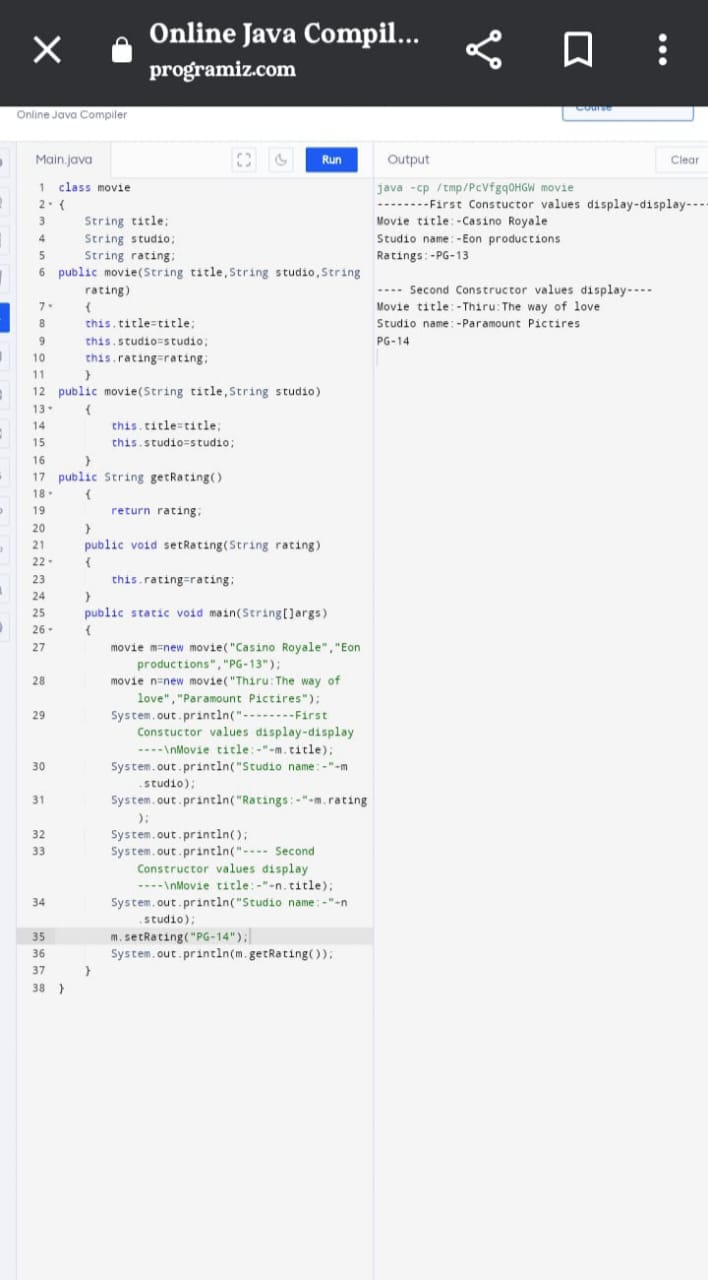 Online Java Compil...
programiz.com
Online Java Compiler
Course
Main.java
Run
Output
Clear
1 class movie
2 {
3 String title;
4 String studio;
5 String rating;
6 public movie(String title,String studio,String
rating)
7 {
8 this.title=title;
9 this.studio=studio;
10 this.rating=rating;
11 }
12 public movie(String title,String studio)
13 {
14 this.title=title;
15 this.studio=studio;
16 }
17 public String getRating()
18 {
19 return rating;
20 }
21 public void setRating(String rating)
22 {
23 this.rating=rating;
24 }
25 public static void main(String[]args)
26 {
27 movie m=new movie("Casino Royale","Eon
productions","PG-13");
28 movie n=new movie("Thiru:The way of
love","Paramount Pictires");
29 System.out.println("--------First
Constuctor values display-display
----\nMovie title:-"+m.title);
30 System.out.println("Studio name:-"+m
.studio);
31 System.out.println("Ratings:-"+m.rating
);
32 System.out.println();
33 System.out.println("---- Second
Constructor values display
----\nMovie title:-"+n.title);
34 System.out.println("Studio name:-"+n
.studio);
35 m.setRating("PG-14");
36 System.out.println(m.getRating());
37 }
38 }
java -cp /tmp/PcVfgqOHGW movie
--------First Constuctor values display-display----
Movie title:-Casino Royale
Studio name:-Eon productions
Ratings:-PG-13
---- Second Constructor values display----
Movie title:-Thiru:The way of love
Studio name:-Paramount Pictires
PG-14